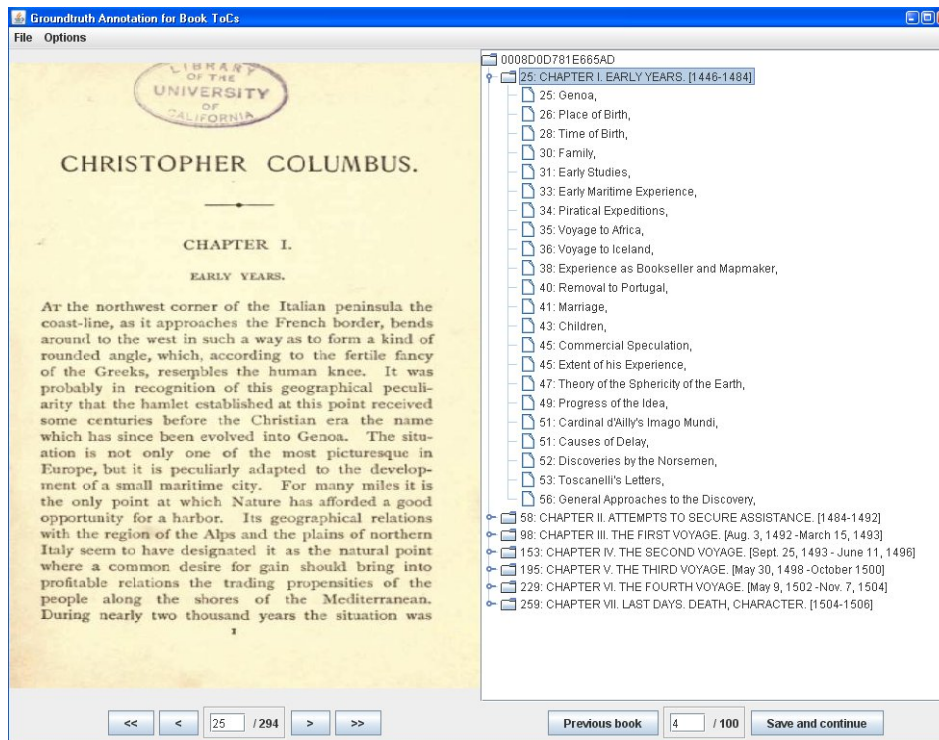 Groundtruth Annotation for Book ToCs
File Options
LIBRARY
OF THE
UNIVERSITY
OF
CALIFORNIA
CHRISTOPHER COLUMBUS.
CHAPTER I.
EARLY YEARS.
At the northwest corner of the Italian peninsula the
coast-line, as it approaches the French border, bends
around to the west in such a way as to form a kind of
rounded angle, which, according to the fertile fancy
of the Greeks, resembles the human knee. It was
probably in recognition of this geographical peculi-
arity that the hamlet established at this point received
some centuries before the Christian era the name
which has since been evolved into Genoa. The situ-
ation is not only one of the most picturesque in
Europe, but it is peculiarly adapted to the develop-
ment of a small maritime city. For many miles it is
the only point at which Nature has afforded a good
opportunity for a harbor. Its geographical relations
with the region of the Alps and the plains of northern
Italy seem to have designated it as the natural point
where a common desire for gain should bring into
profitable relations the trading propensities of the
people along the shores of the Mediterranean.
During nearly two thousand years the situation was
1
<< < 25 / 294 > >>
0008D0D781E665AD
25: CHAPTER I. EARLY YEARS. [1446-1484]
25: Genoa,
26: Place of Birth,
28: Time of Birth,
30: Family,
31: Early Studies,
33: Early Maritime Experience,
34: Piratical Expeditions,
35: Voyage to Africa,
36: Voyage to Iceland,
38: Experience as Bookseller and Mapmaker,
40: Removal to Portugal,
41: Marriage,
43: Children,
45: Commercial Speculation,
45: Extent of his Experience,
47: Theory of the Sphericity of the Earth,
49: Progress of the Idea,
51: Cardinal d'Ailly's Imago Mundi,
51: Causes of Delay,
52: Discoveries by the Norsemen,
53: Toscanelli's Letters,
56: General Approaches to the Discovery,
58: CHAPTER II. ATTEMPTS TO SECURE ASSISTANCE. [1484-1492]
98: CHAPTER III. THE FIRST VOYAGE. [Aug. 3, 1492 -March 15, 1493]
153: CHAPTER IV. THE SECOND VOYAGE. [Sept. 25, 1493 - June 11, 1496]
195: CHAPTER V. THE THIRD VOYAGE. [May 30, 1498 -October 1500]
229: CHAPTER VI. THE FOURTH VOYAGE. [May 9, 1502 -Nov. 7, 1504]
259: CHAPTER VII. LAST DAYS. DEATH, CHARACTER. [1504-1506]
Previous book 4 / 100 Save and continue